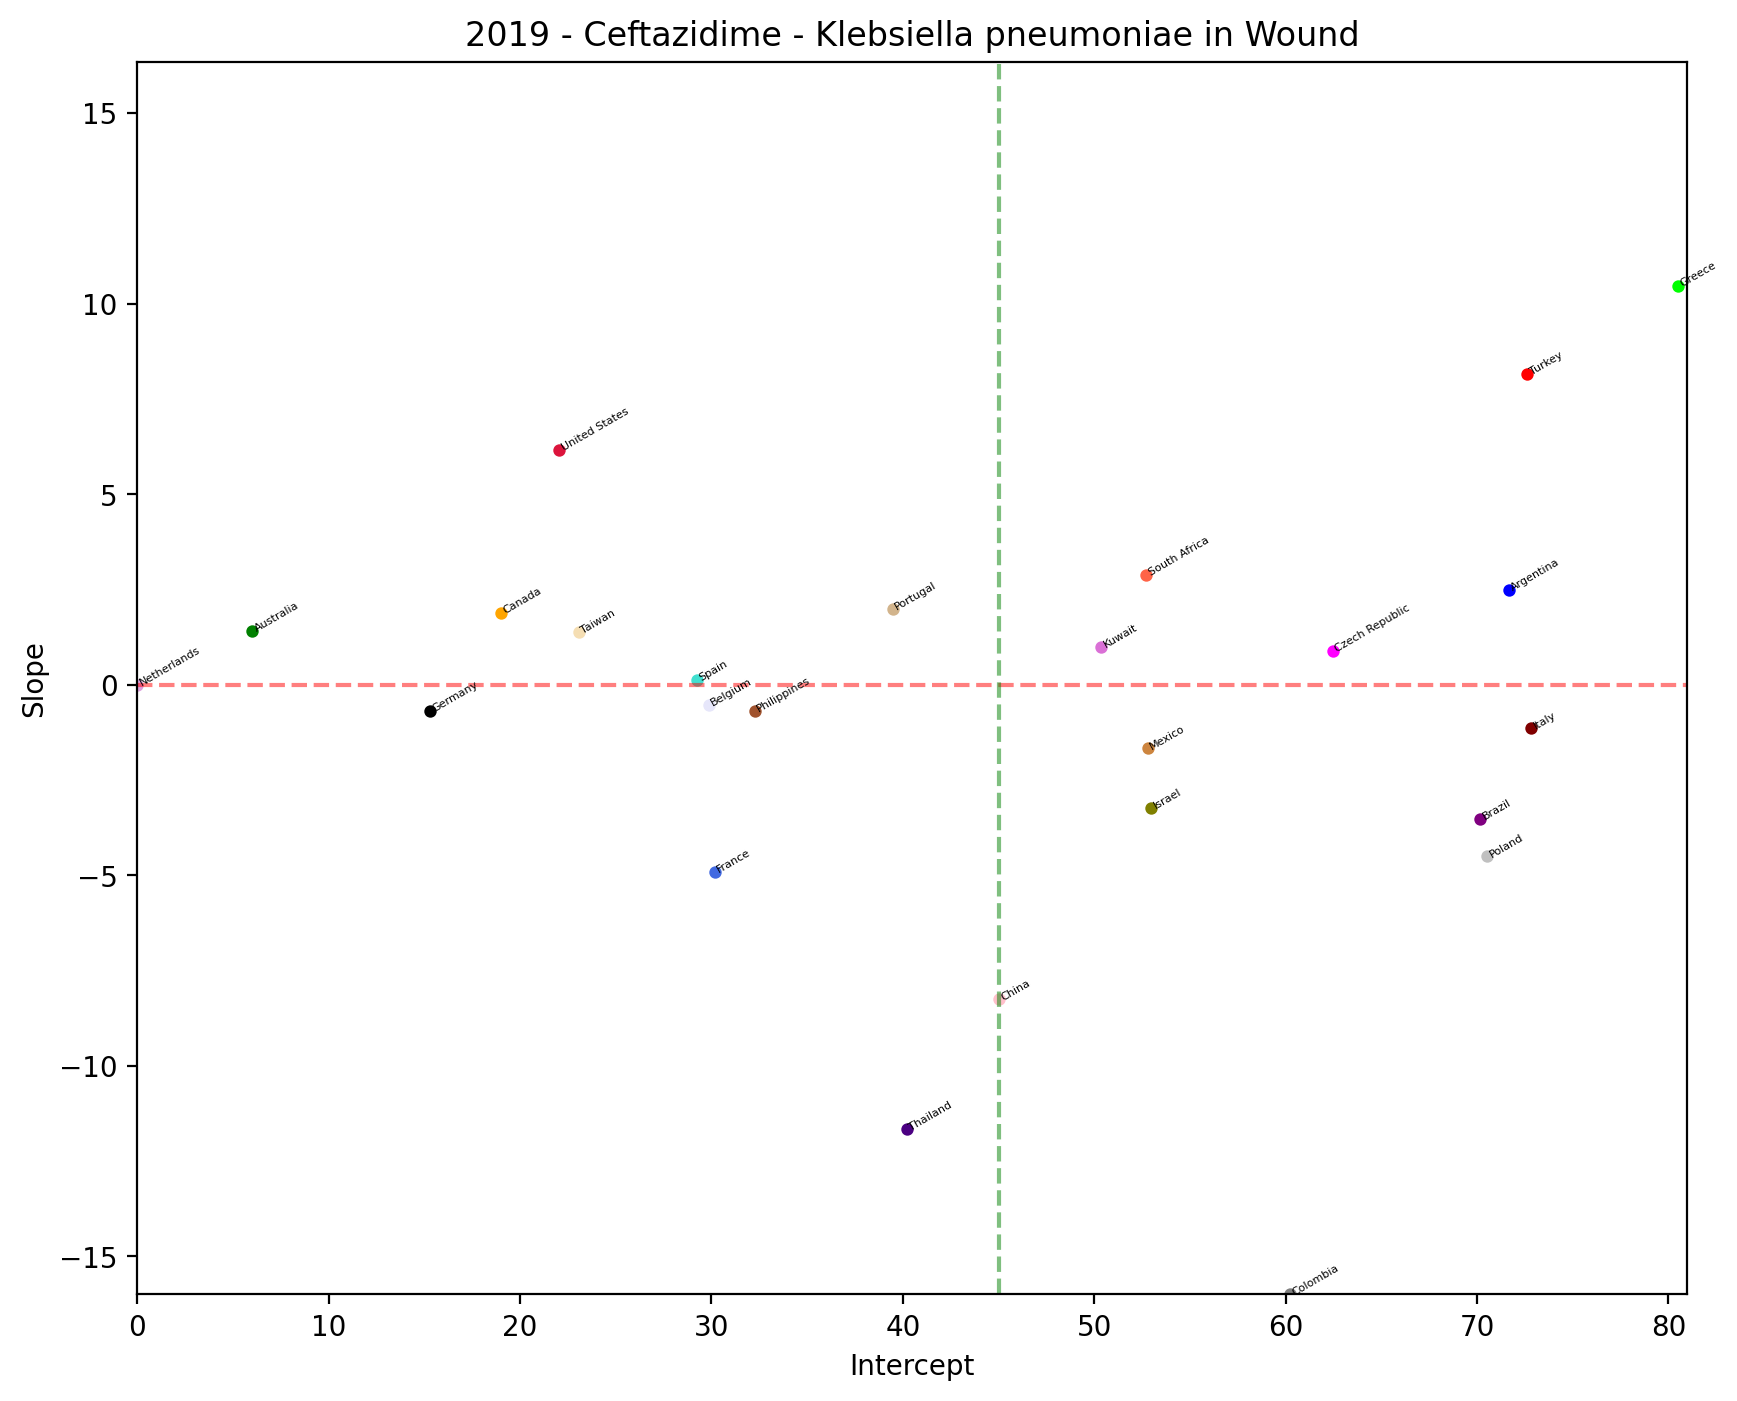 2019 - Ceftazidime - Klebsiella pneumoniae in Wound
15
10
5
0
−5
−10
−15
Slope
Greece
Turkey
United States
South Africa
Argentina
Portugal
Canada
Australia
Taiwan
Kuwait
Czech Republic
Netherlands
Spain
Belgium
Germany
Philippines
Italy
Mexico
Israel
Brazil
Poland
France
China
Thailand
Colombia
0
10
20
30
40
50
60
70
80
Intercept